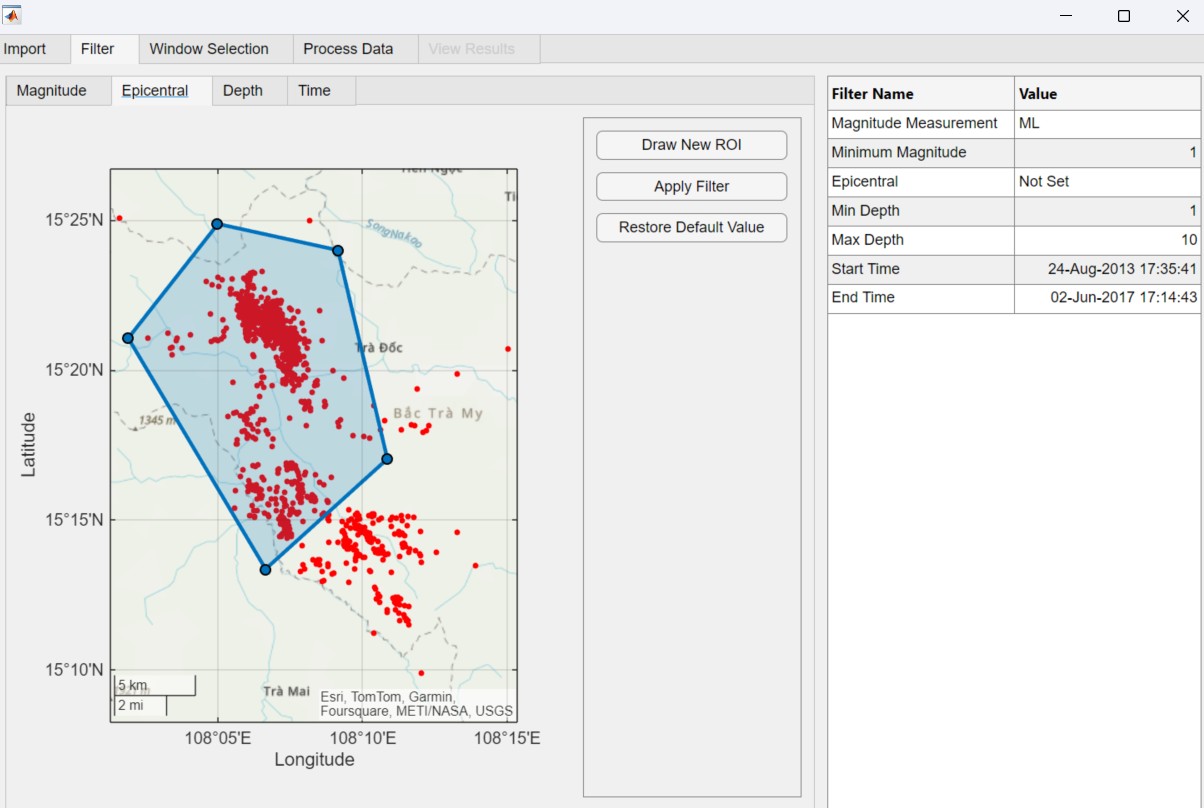 Import Filter Window Selection Process Data View Results
Magnitude Epicentral Depth Time
Draw New ROI
Apply Filter
Restore Default Value
Filter Name Value
Magnitude Measurement ML
Minimum Magnitude 1
Epicentral Not Set
Min Depth 1
Max Depth 10
Start Time 24-Aug-2013 17:35:41
End Time 02-Jun-2017 17:14:43
Latitude
15°25'N
15°20'N
15°15'N
15°10'N
SongNakoo
Trà Đốc
Bắc Trà My
1345 m
Trà Mai
5 km
2 mi
Esri, TomTom, Garmin,
Foursquare, METI/NASA, USGS
108°05'E 108°10'E 108°15'E
Longitude